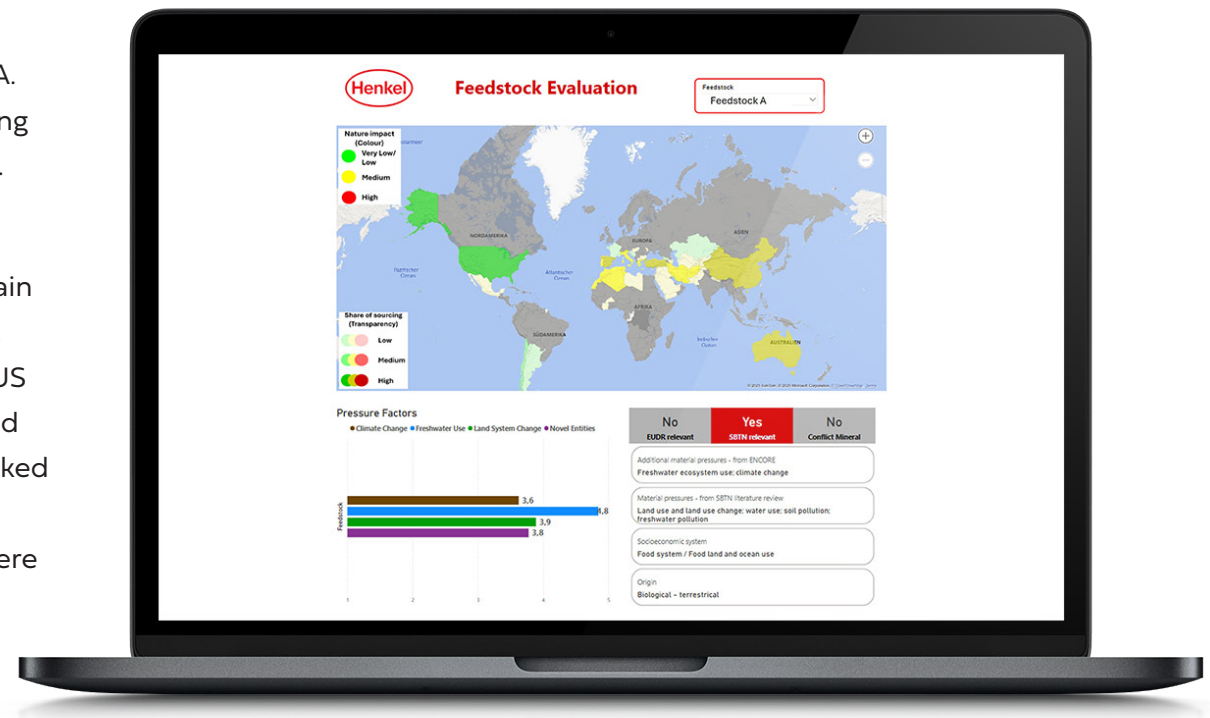 A.
ng
.
ain
US
d
ked
ere
Henkel
Feedstock Evaluation
Feedstock
Feedstock A
Nature impact
(Colour)
Very Low/
Low
Medium
High
NORDAMERIKA
EUROPA
ASIEN
Pazifischer
Ozean
Atlantischer
Ozean
AFRIKA
SÜDAMERIKA
Indischer
Ozean
AUSTRALIEN
Share of sourcing
(Transparency)
Low
Medium
High
Pressure Factors
Climate Change Freshwater Use Land System Change Novel Entities
Feedstock
3,6
4,8
3,9
3,8
1 2 3 4 5
No Yes No
EUDR relevant SBTN relevant Conflict Mineral
Additional material pressures - from ENCORE
Freshwater ecosystem use; climate change
Material pressures - from SBTN literature review
Land use and land use change; water use; soil pollution;
freshwater pollution
Socioeconomic system
Food system / Food land and ocean use
Origin
Biological - terrestrical